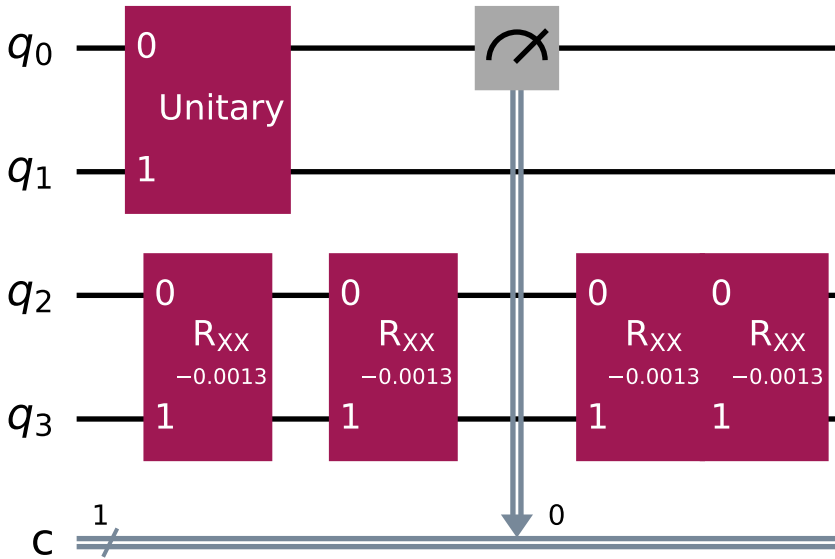 q0 0
Unitary
q1 1
q2 0 0 0 0
RXX RXX RXX RXX
−0.0013 −0.0013 −0.0013 −0.0013
q3 1 1 1 1
1 0
c